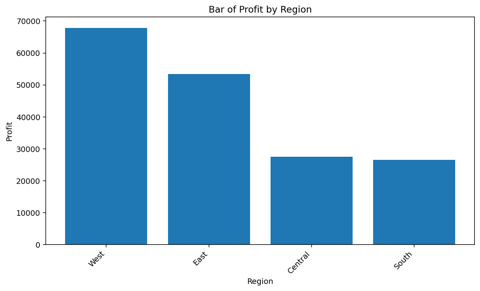 Bar of Profit by Region
70000
60000
50000
40000
30000
20000
10000
0
Profit
West
East
Central
South
Region